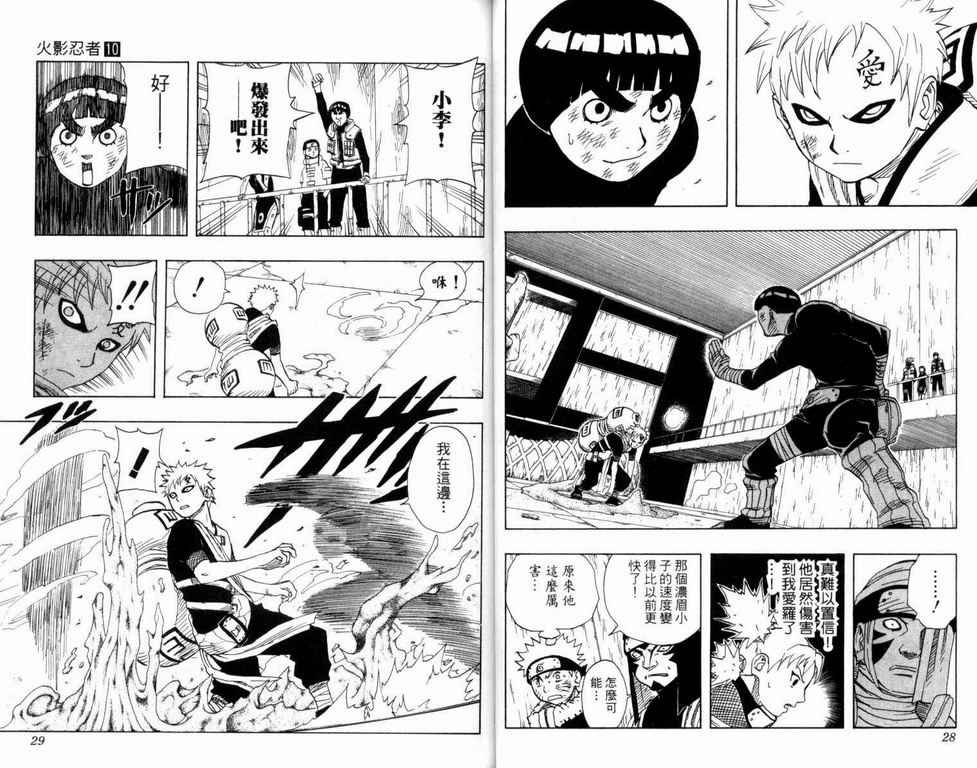 愛
……！
真難以置信！
他居然傷害
到我愛羅了
…！
那個濃眉小
子的速度變
得比以前更
快了！
原來他
這麼厲
害…
怎麼可
能…
28
火影忍者10
小李！
爆發出來
——吧！
好—！
咻！
！
！！
愛
我在這邊…
！
29